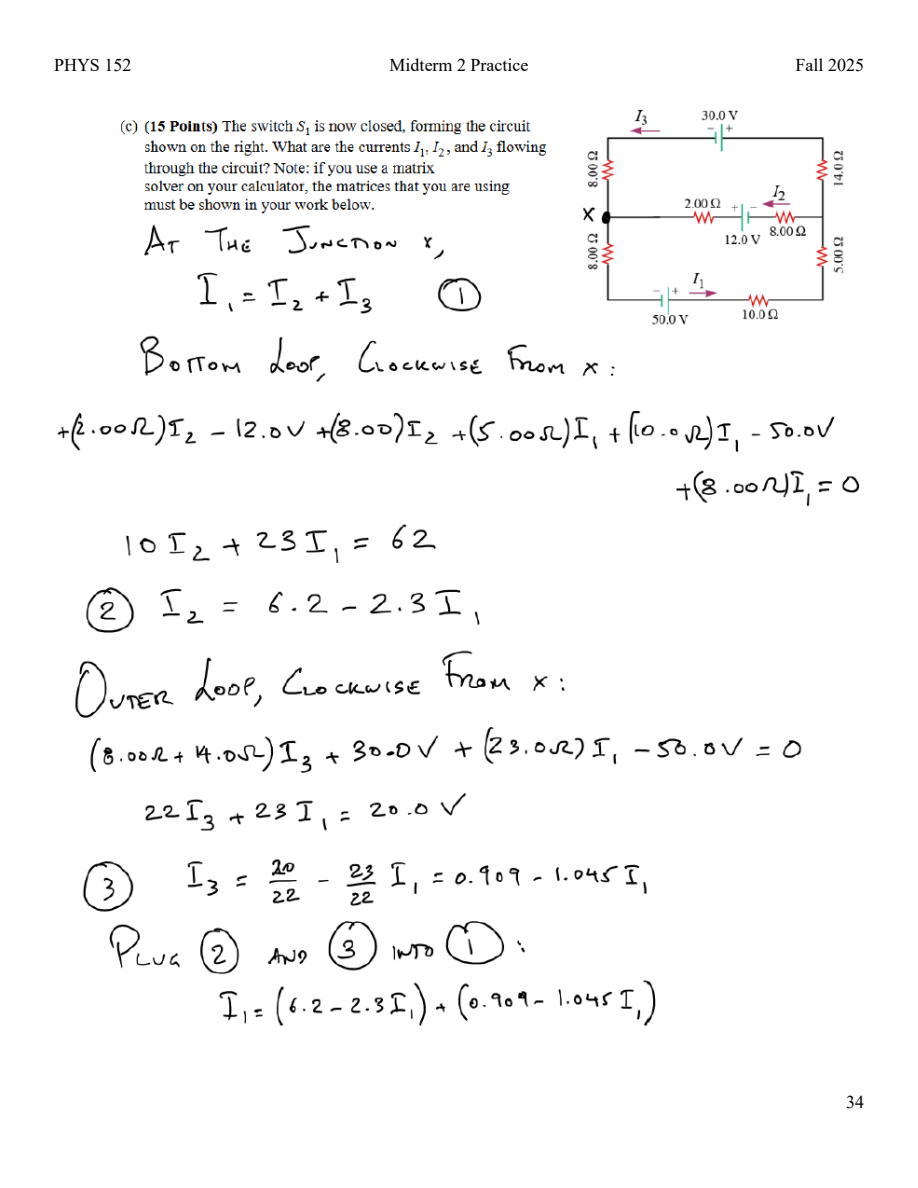 PHYS 152 Midterm 2 Practice Fall 2025
(c) (15 Points) The switch S₁ is now closed, forming the circuit
shown on the right. What are the currents I₁, I₂, and I₃ flowing
through the circuit? Note: if you use a matrix
solver on your calculator, the matrices that you are using
must be shown in your work below.
I₃ 30.0 V
- +
8.00 Ω
14.0 Ω
X 2.00 Ω + - I₂
12.0 V 8.00 Ω
8.00 Ω
5.00 Ω
- + I₁
50.0 V 10.0 Ω
AT THE JUNCTION x,
I₁ = I₂ + I₃ ①
BOTTOM LOOP, CLOCKWISE FROM x :
+(2.00Ω)I₂ - 12.0V +(8.00)I₂ +(5.00Ω)I₁ + (10.0Ω)I₁ - 50.0V
+(8.00Ω)I₁ = 0
10 I₂ + 23 I₁ = 62
② I₂ = 6.2 - 2.3 I₁
OUTER LOOP, CLOCKWISE FROM x :
(8.00Ω + 14.0Ω) I₃ + 30.0 V + (23.0Ω) I₁ - 50.0V = 0
22 I₃ + 23 I₁ = 20.0 V
③ I₃ = 20/22 - 23/22 I₁ = 0.909 - 1.045 I₁
PLUG ② AND ③ INTO ① :
I₁ = (6.2 - 2.3 I₁) + (0.909 - 1.045 I₁)
34